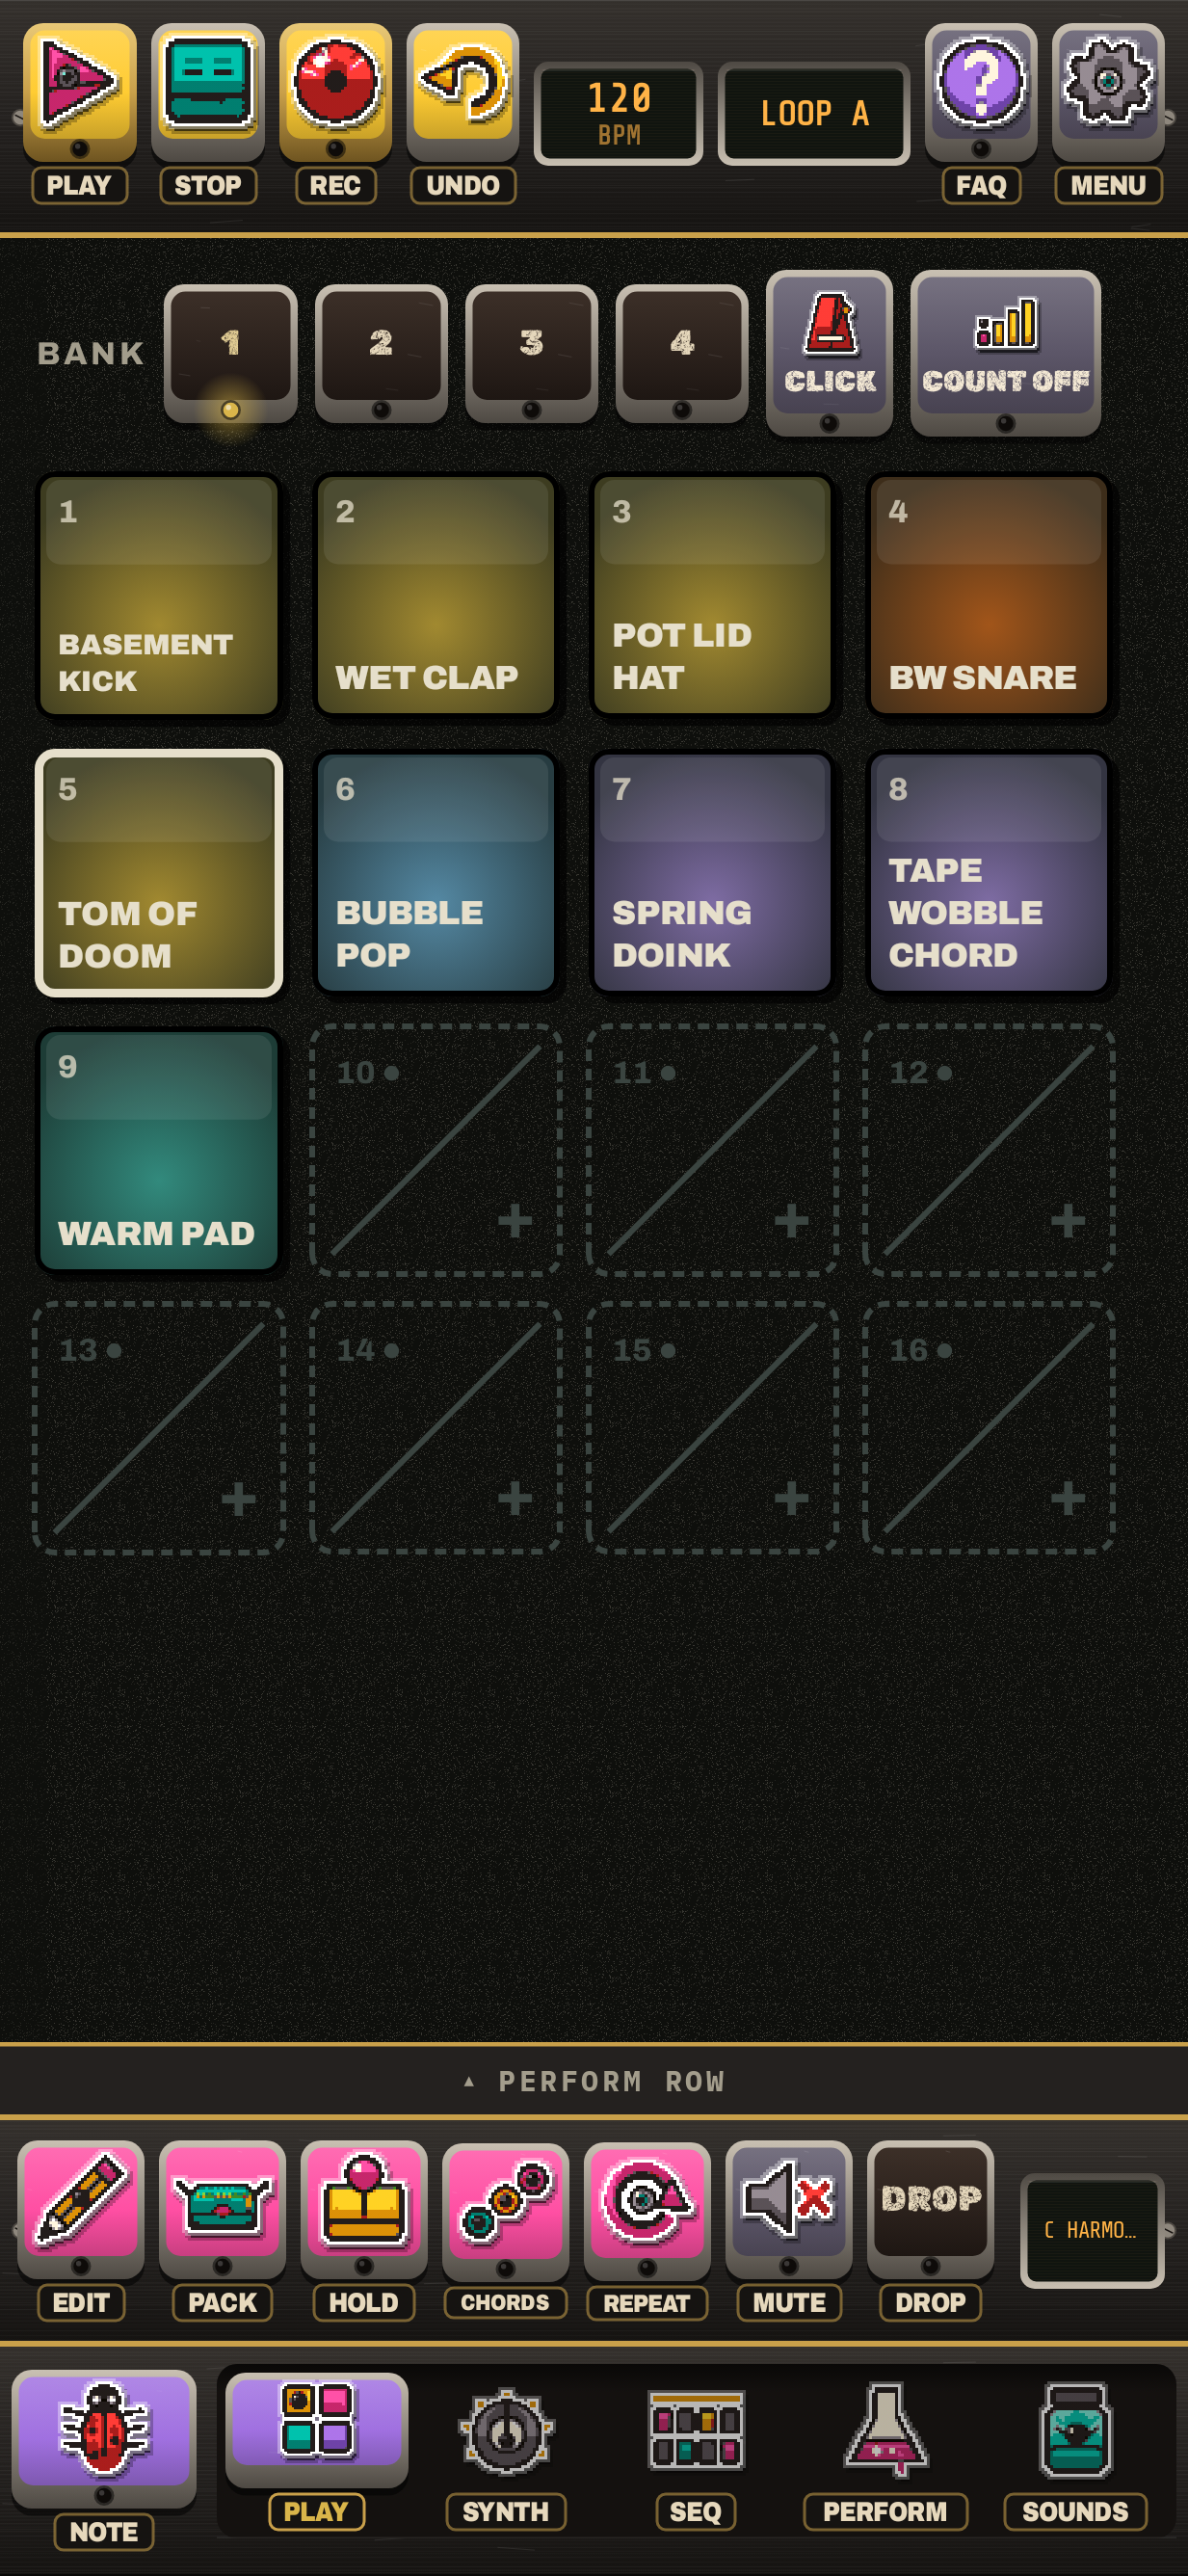 120
BPM
LOOP A
PLAY STOP REC UNDO FAQ MENU
BANK 1 2 3 4 CLICK COUNT OFF
1 2 3 4
BASEMENT
KICK
WET CLAP
POT LID
HAT
BW SNARE
5 6 7 8
TOM OF
DOOM
BUBBLE
POP
SPRING
DOINK
TAPE
WOBBLE
CHORD
9 10 11 12
WARM PAD
+ + +
13 14 15 16
+ + + +
▲ PERFORM ROW
DROP
C HARMO...
EDIT PACK HOLD CHORDS REPEAT MUTE DROP
NOTE PLAY SYNTH SEQ PERFORM SOUNDS